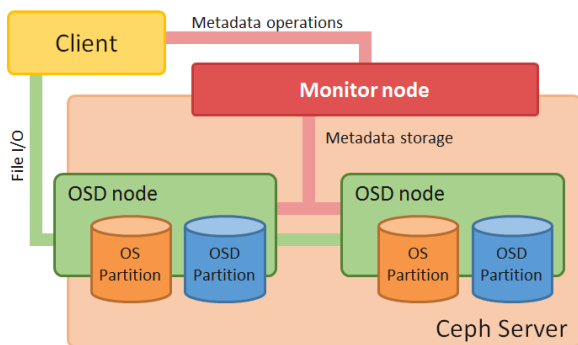 Metadata operations
Client
Monitor node
File I/O
Metadata storage
OSD node
OSD node
OS
Partition
OSD
Partition
OS
Partition
OSD
Partition
Ceph Server